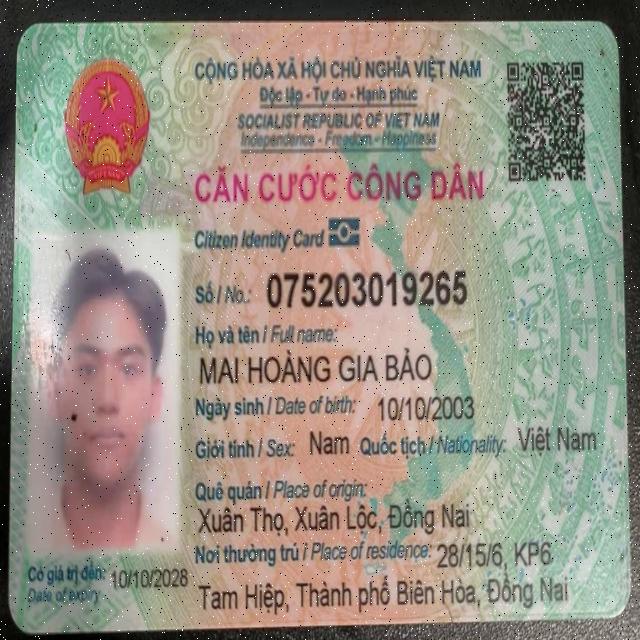 CỘNG HÒA XÃ HỘI CHỦ NGHĨA VIỆT NAM
Độc lập - Tự do - Hạnh phúc
SOCIALIST REPUBLIC OF VIET NAM
Independence - Freedom - Happiness
CĂN CƯỚC CÔNG DÂN
Citizen Identity Card
Số / No.: 075203019265
Họ và tên / Full name:
MAI HOÀNG GIA BẢO
Ngày sinh / Date of birth: 10/10/2003
Giới tính / Sex: Nam Quốc tịch / Nationality: Việt Nam
Quê quán / Place of origin:
Xuân Thọ, Xuân Lộc, Đồng Nai
Nơi thường trú / Place of residence: 28/15/6, KP6
Tam Hiệp, Thành phố Biên Hòa, Đồng Nai
Có giá trị đến: 10/10/2028
Date of expiry